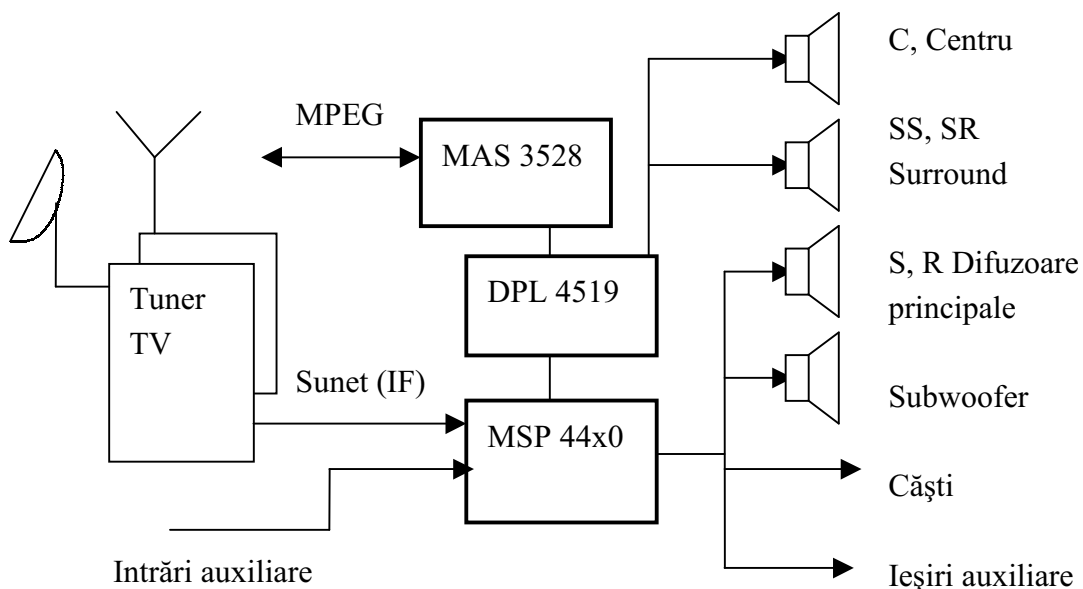 C, Centru
MPEG
MAS 3528
SS, SR
Surround
DPL 4519
S, R Difuzoare
principale
Tuner
TV
Sunet (IF)
Subwoofer
MSP 44x0
Căşti
Intrări auxiliare
Ieşiri auxiliare